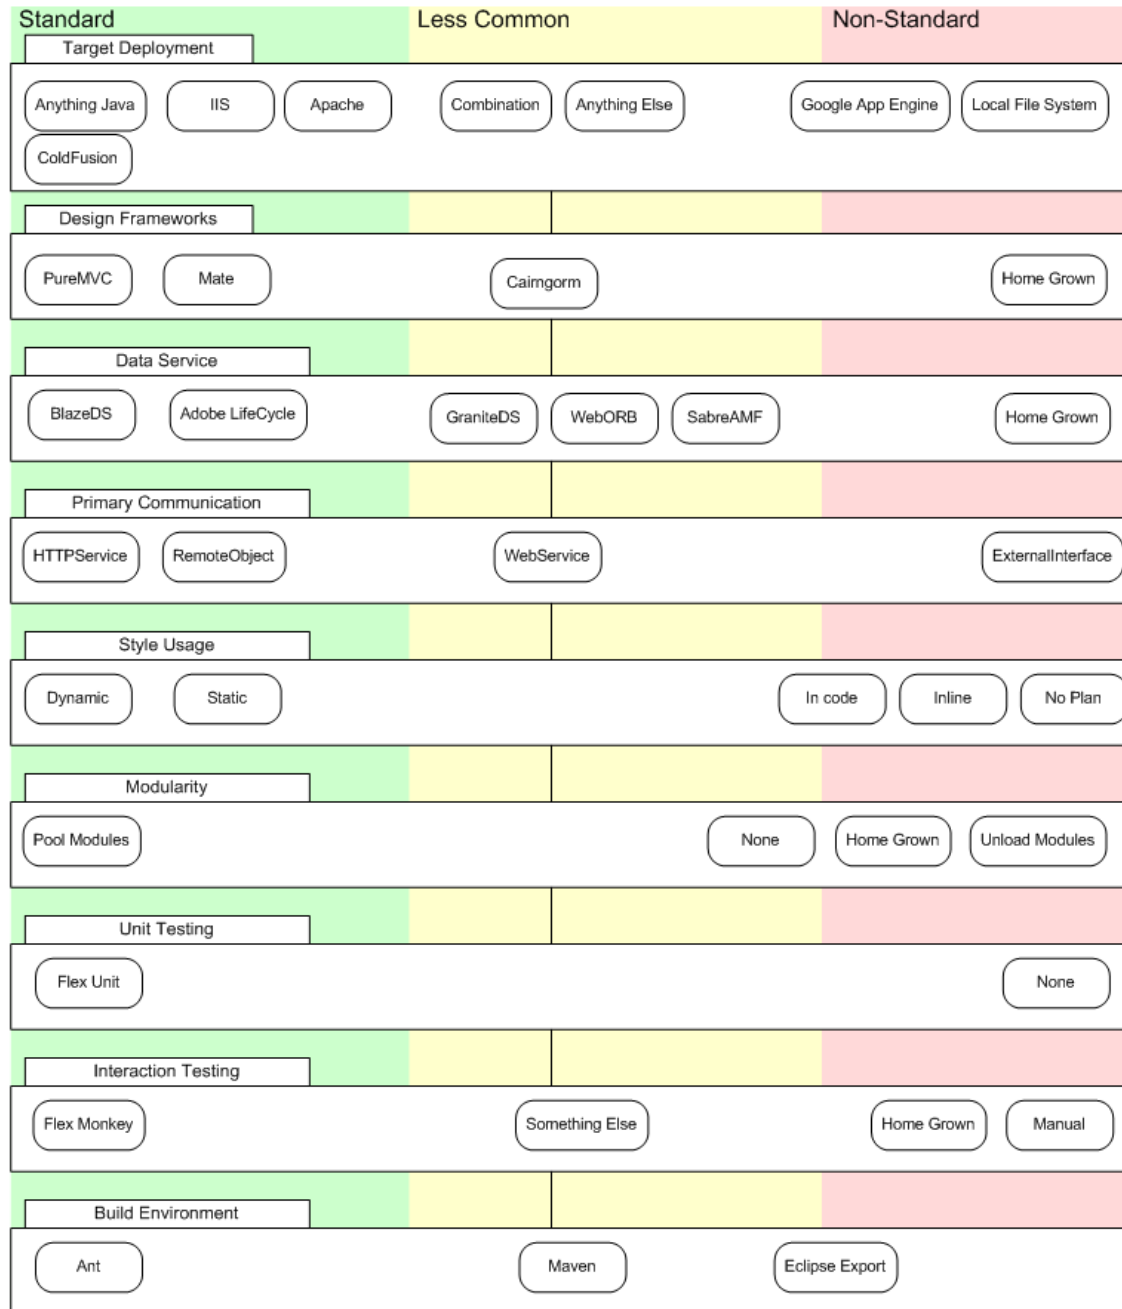 Standard Less Common Non-Standard
Target Deployment
Anything Java IIS Apache Combination Anything Else Google App Engine Local File System
ColdFusion
Design Frameworks
PureMVC Mate Cairngorm Home Grown
Data Service
BlazeDS Adobe LifeCycle GraniteDS WebORB SabreAMF Home Grown
Primary Communication
HTTPService RemoteObject WebService ExternalInterface
Style Usage
Dynamic Static In code Inline No Plan
Modularity
Pool Modules None Home Grown Unload Modules
Unit Testing
Flex Unit None
Interaction Testing
Flex Monkey Something Else Home Grown Manual
Build Environment
Ant Maven Eclipse Export